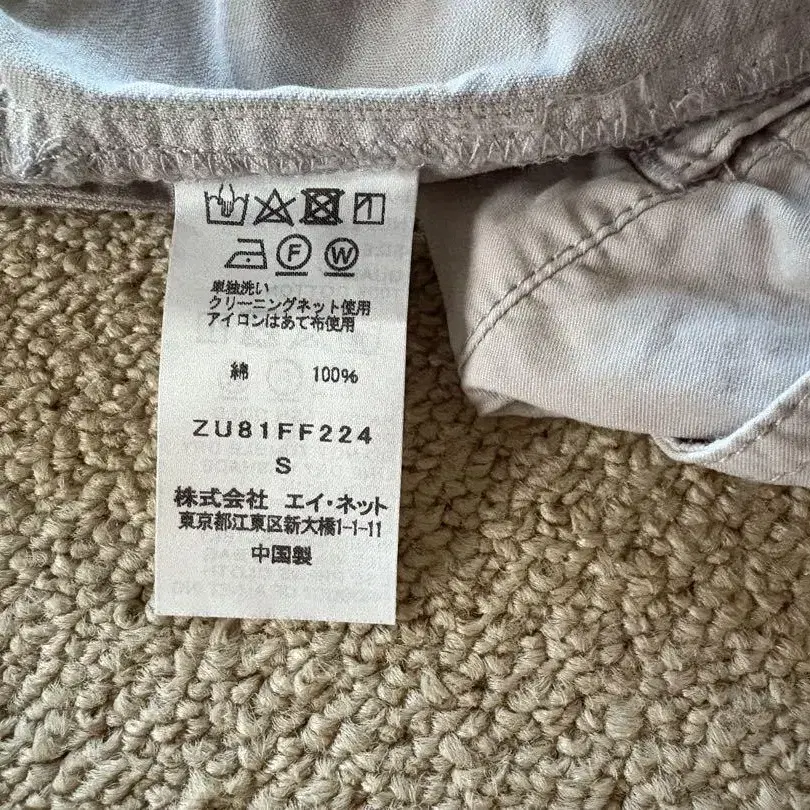 F W
単独洗い
クリーニングネット使用
アイロンはあて布使用
綿 100%
ZU81FF224
S
株式会社 エイ・ネット
東京都江東区新大橋1-1-11
中国製